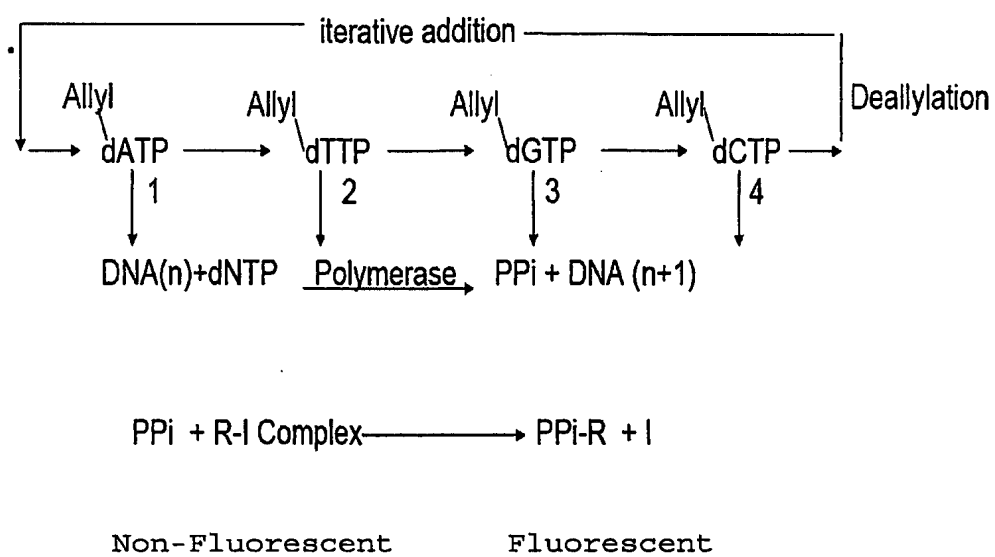 iterative addition
Allyl Allyl Allyl Allyl Deallylation
dATP dTTP dGTP dCTP
1 2 3 4
DNA(n)+dNTP Polymerase PPi + DNA (n+1)
PPi + R-I Complex PPi-R + I
Non-Fluorescent Fluorescent